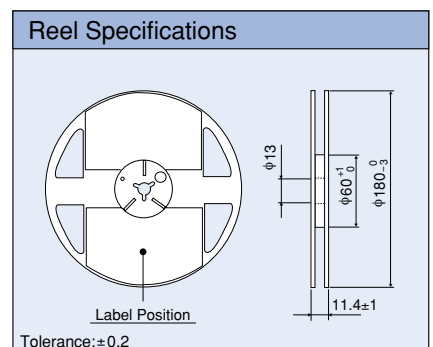 Reel Specifications
ϕ13
ϕ60 +1 0
ϕ180 0 -3
11.4±1
Label Position
Tolerance:±0.2